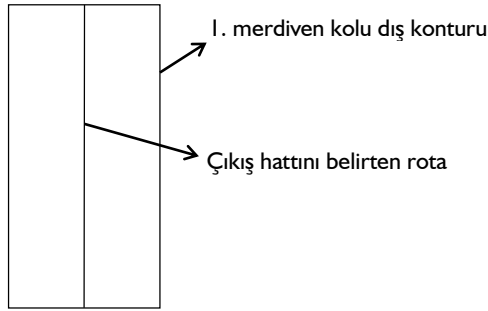 1. merdiven kolu dış konturu
Çıkış hattını belirten rota